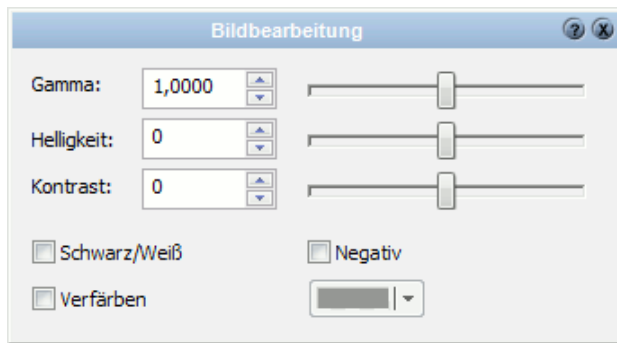 Bildbearbeitung
Gamma: 1,0000
Helligkeit: 0
Kontrast: 0
Schwarz/Weiß Negativ
Verfärben